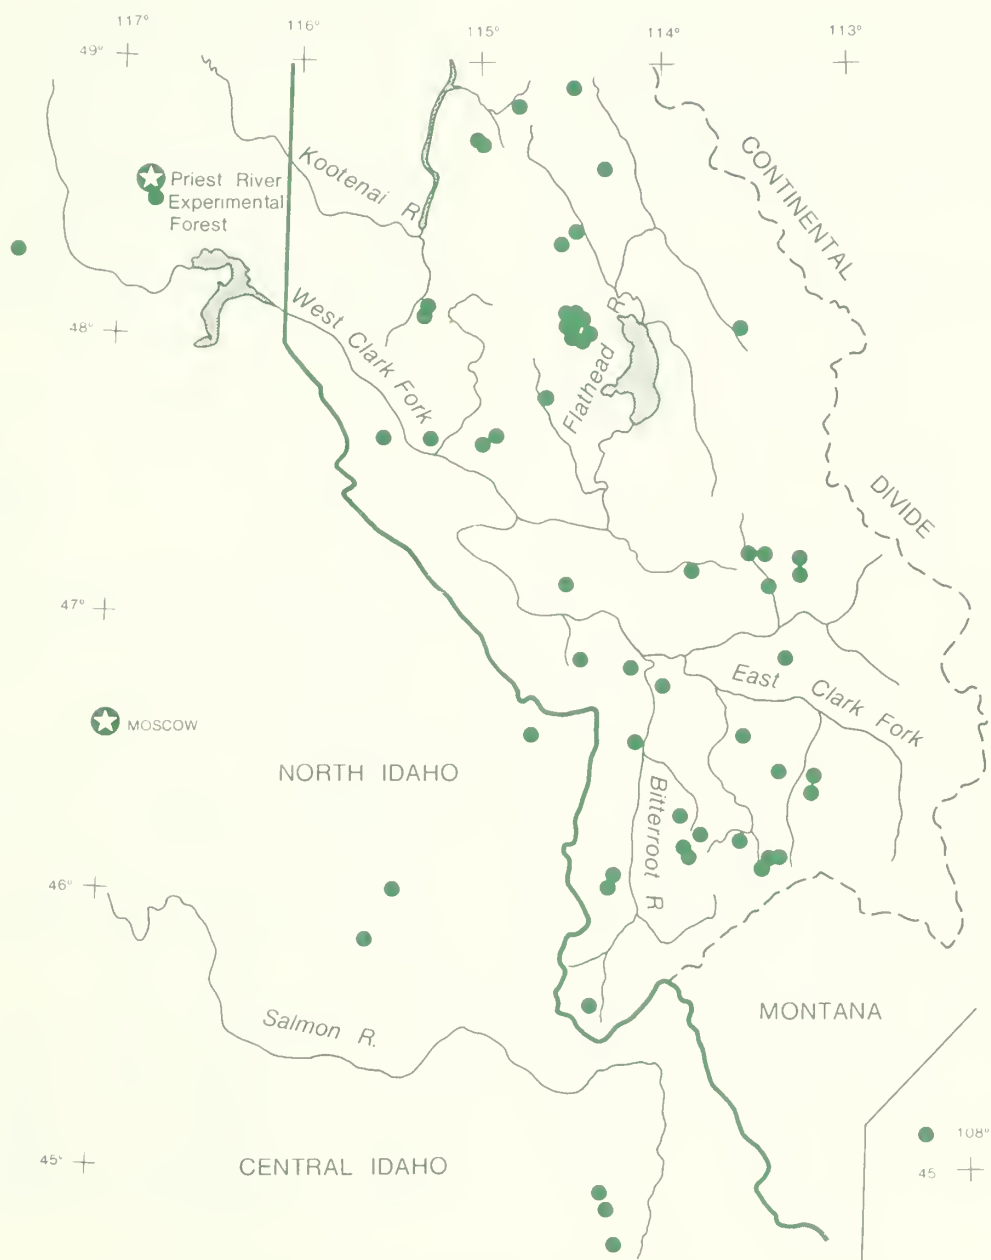 117°
116°
115°
114°
113°
49°
CONTINENTAL
Kootenai R.
Priest River
Experimental
Forest
West Clark Fork
48°
Flathead R.
DIVIDE
47°
East Clark Fork
MOSCOW
NORTH IDAHO
Bitterroot R
46°
MONTANA
Salmon R.
108°
45°
CENTRAL IDAHO
45